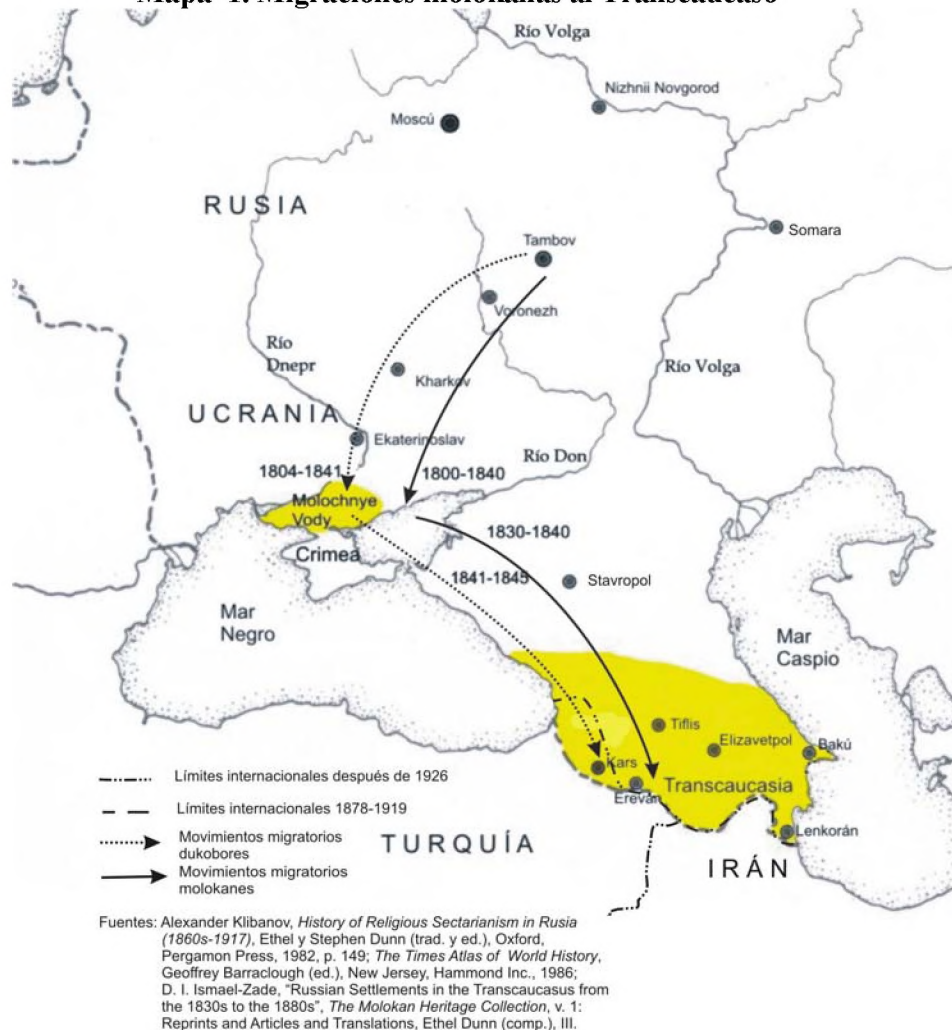 Mapa 1. Migraciones molokanas al Transcáucaso
Río Volga
Nizhnii Novgorod
Moscú
RUSIA
Somara
Tambov
Voronezh
Río
Dnepr
Río Volga
Kharkov
UCRANIA
Ekaterinoslav
Río Don
1804-1841
1800-1840
Molochnye
Vody
1830-1840
Crimea
1841-1845
Stavropol
Mar
Negro
Mar
Caspio
Tiflis
Elizavetpol
Bakú
Kars
Transcaucasia
Ereván
Lenkorán
TURQUÍA
IRÁN
Límites internacionales después de 1926
Límites internacionales 1878-1919
Movimientos migratorios
dukobores
Movimientos migratorios
molokanes
Fuentes: Alexander Klibanov, History of Religious Sectarianism in Rusia
(1860s-1917), Ethel y Stephen Dunn (trad. y ed.), Oxford,
Pergamon Press, 1982, p. 149; The Times Atlas of World History,
Geoffrey Barraclough (ed.), New Jersey, Hammond Inc., 1986;
D. I. Ismael-Zade, “Russian Settlements in the Transcaucasus from
the 1830s to the 1880s”, The Molokan Heritage Collection, v. 1:
Reprints and Articles and Translations, Ethel Dunn (comp.), III.